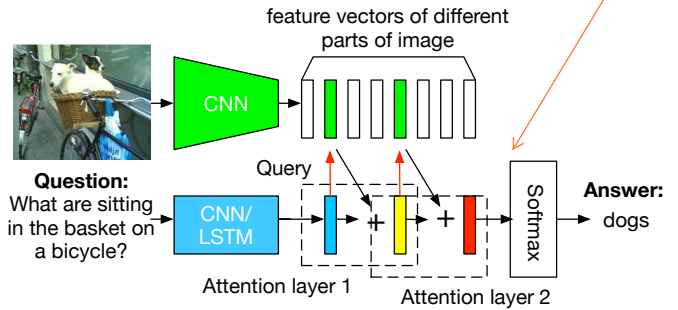 feature vectors of different
parts of image
CNN
Query
Question:
What are sitting
in the basket on
a bicycle?
CNN/
LSTM
+
+
Softmax
Answer:
dogs
Attention layer 1
Attention layer 2